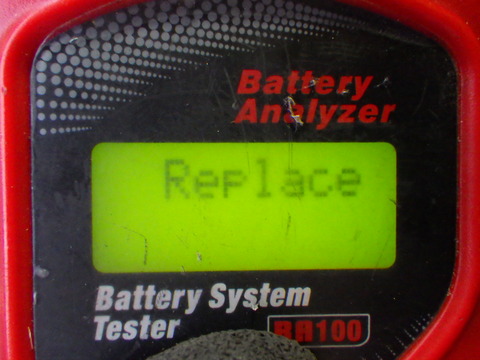 Battery
Analyzer
Replace
Battery System
Tester
BA100